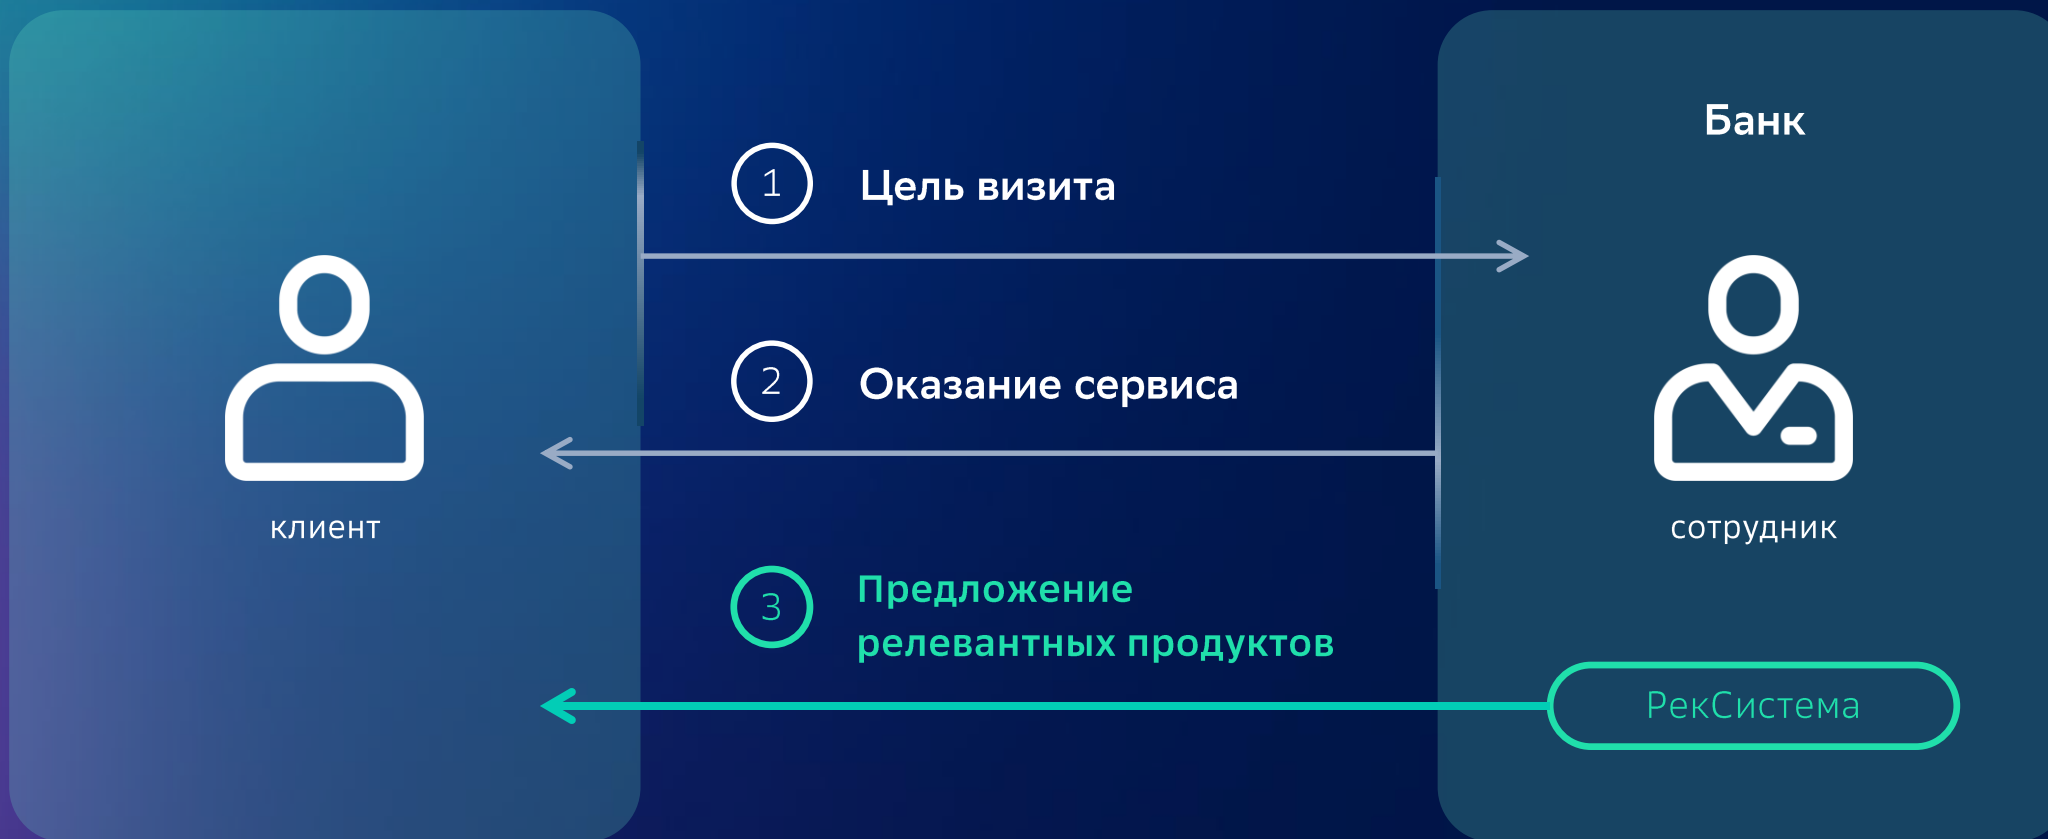 Банк
1 Цель визита
2 Оказание сервиса
клиент
сотрудник
3 Предложение
релевантных продуктов
РекСистема